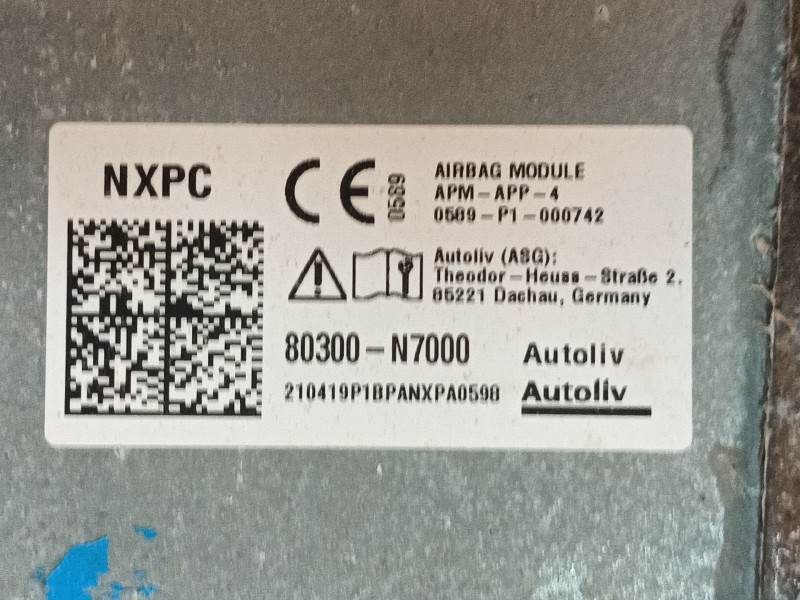 NXPC
CE 0589
AIRBAG MODULE
APM-APP-4
0589-P1-000742
Autoliv (ASG):
Theodor-Heuss-Straße 2.
85221 Dachau, Germany
80300-N7000
Autoliv
210419P1BPANXPA0598
Autoliv